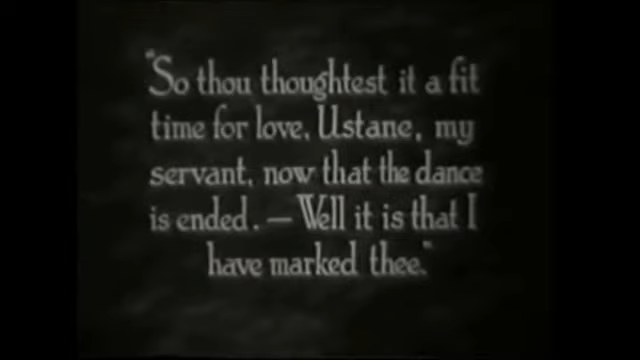 "So thou thoughtest it a fit
time for love, Ustane, my
servant, now that the dance
is ended. — Well it is that I
have marked thee."